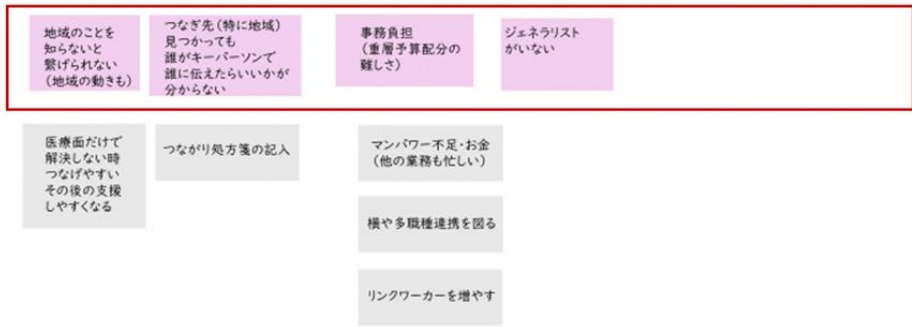 地域のことを
知らないと
繋げられない
(地域の動きも)
つなぎ先(特に地域)
見つかっても
誰がキーパーソンで
誰に伝えたらいいかが
分からない
事務負担
(重層予算配分の
難しさ)
ジェネラリスト
がいない
医療面だけで
解決しない時
つなげやすい
その後の支援
しやすくなる
つながり処方箋の記入
マンパワー不足・お金
(他の業務も忙しい)
横や多職種連携を図る
リンクワーカーを増やす